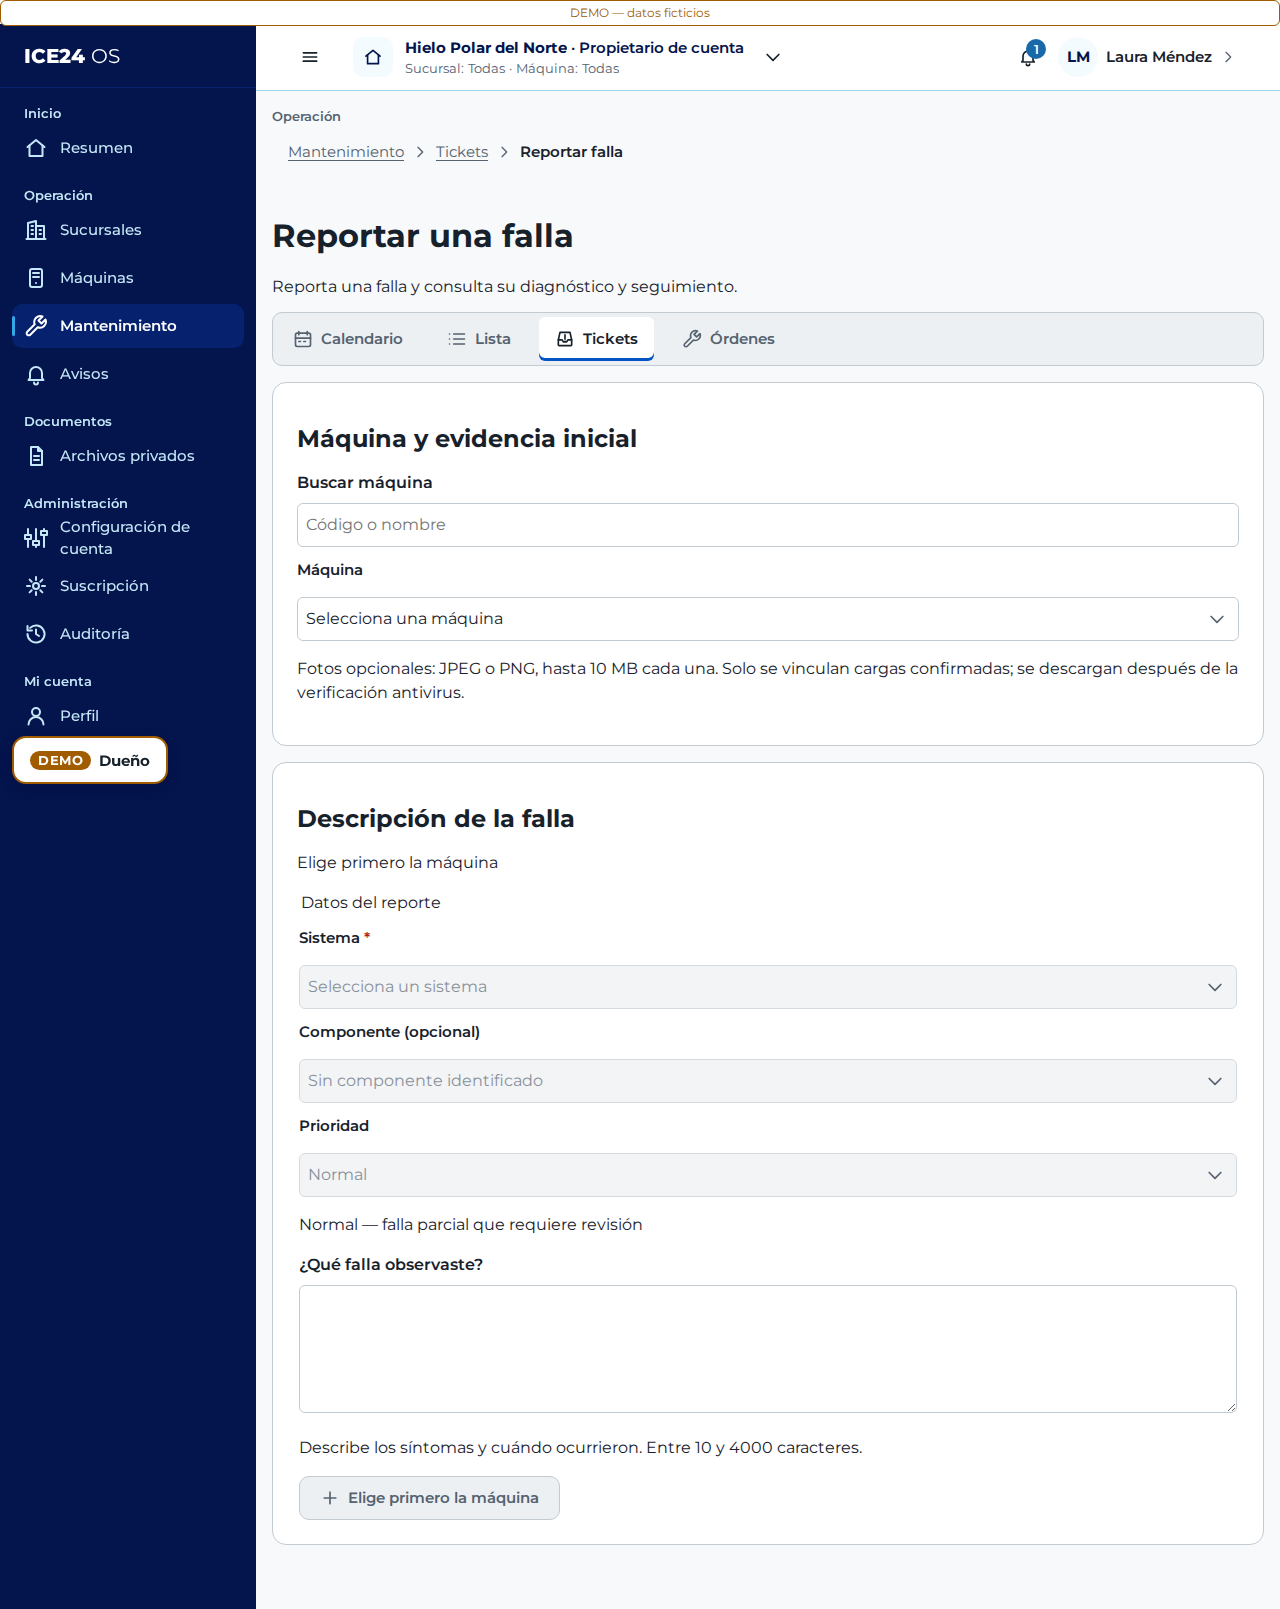 DEMO — datos ficticios
ICE24 OS
Hielo Polar del Norte · Propietario de cuenta
Sucursal: Todas · Máquina: Todas
1
LM
Laura Méndez
Inicio
Resumen
Operación
Sucursales
Máquinas
Mantenimiento
Avisos
Documentos
Archivos privados
Administración
Configuración de
cuenta
Suscripción
Auditoría
Mi cuenta
Perfil
DEMO Dueño
Operación
Mantenimiento > Tickets > Reportar falla
Reportar una falla
Reporta una falla y consulta su diagnóstico y seguimiento.
Calendario
Lista
Tickets
Órdenes
Máquina y evidencia inicial
Buscar máquina
Código o nombre
Máquina
Selecciona una máquina
Fotos opcionales: JPEG o PNG, hasta 10 MB cada una. Solo se vinculan cargas confirmadas; se descargan después de la
verificación antivirus.
Descripción de la falla
Elige primero la máquina
Datos del reporte
Sistema *
Selecciona un sistema
Componente (opcional)
Sin componente identificado
Prioridad
Normal
Normal — falla parcial que requiere revisión
¿Qué falla observaste?
Describe los síntomas y cuándo ocurrieron. Entre 10 y 4000 caracteres.
Elige primero la máquina